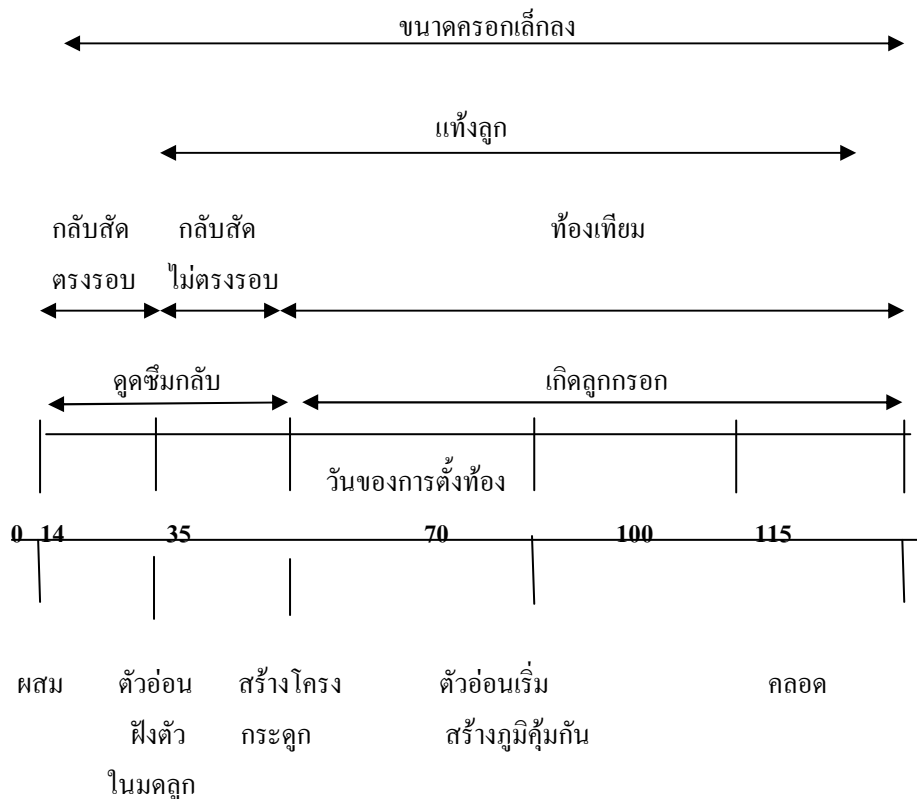 ขนาดครอกเล็กลง
แท้งลูก
กลับสัด กลับสัด ท้องเทียม
ตรงรอบ ไม่ตรงรอบ
ดูดซึมกลับ เกิดลูกกรอก
วันของการตั้งท้อง
0 14 35 70 100 115
ผสม ตัวอ่อน สร้างโครง ตัวอ่อนเริ่ม คลอด
ฝังตัว กระดูก สร้างภูมิคุ้มกัน
ในมดลูก